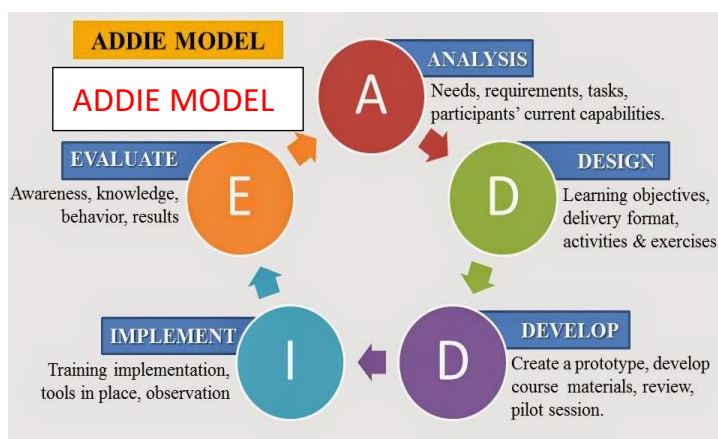 ADDIE MODEL
ADDIE MODEL
A
ANALYSIS
Needs, requirements, tasks,
participants' current capabilities.
D
DESIGN
Learning objectives,
delivery format,
activities & exercises
D
DEVELOP
Create a prototype, develop
course materials, review,
pilot session.
I
IMPLEMENT
Training implementation,
tools in place, observation
E
EVALUATE
Awareness, knowledge,
behavior, results